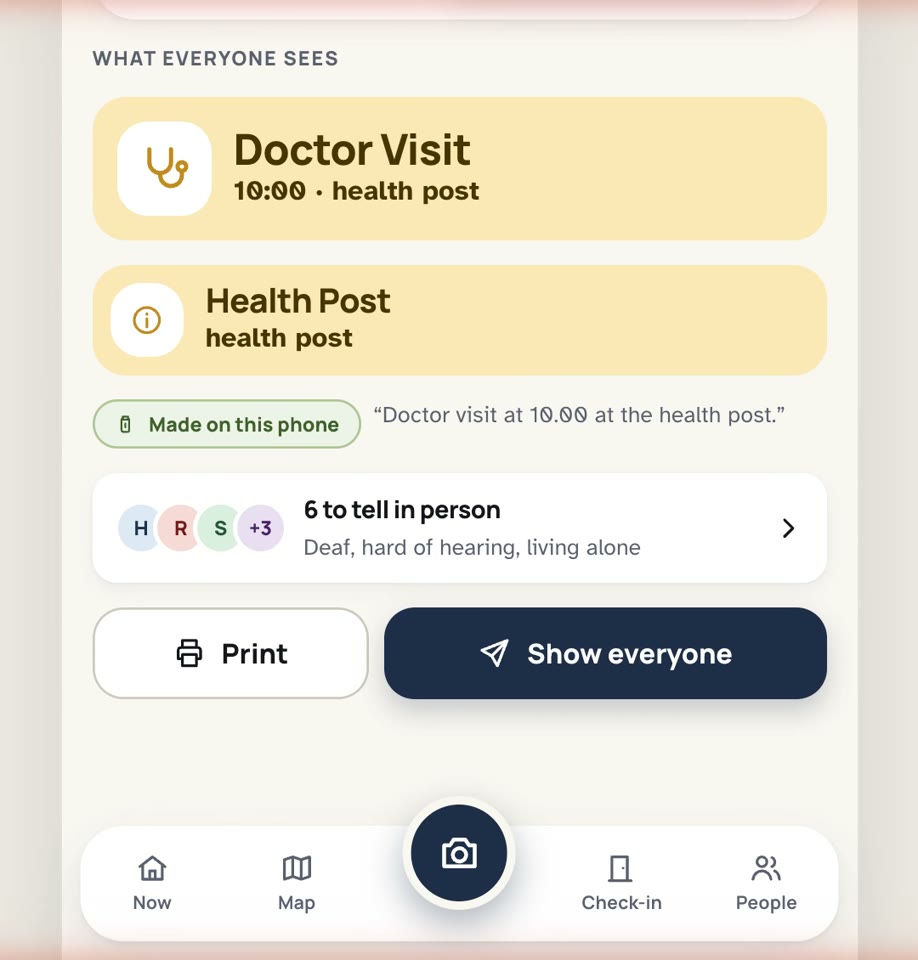 WHAT EVERYONE SEES
Doctor Visit
10:00 · health post
Health Post
health post
Made on this phone
“Doctor visit at 10.00 at the health post.”
H R S +3
6 to tell in person
Deaf, hard of hearing, living alone
Print
Show everyone
Now
Map
Check-in
People